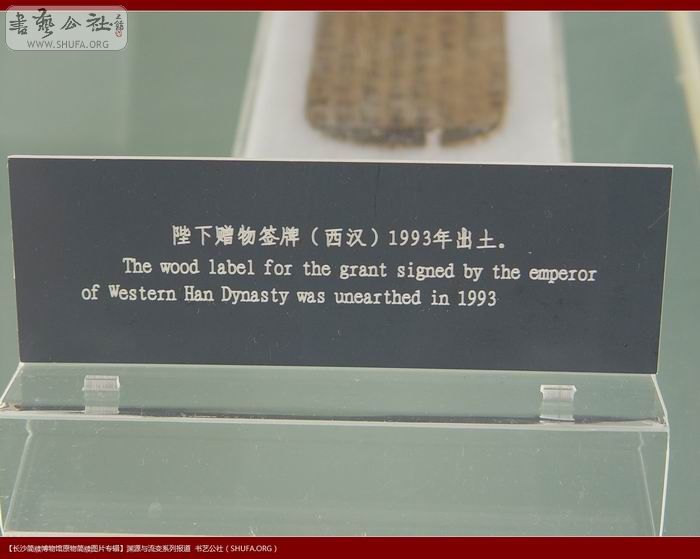 書藝公社
WWW.SHUFA.ORG
陛下赠物签牌（西汉）1993年出土。
The wood label for the grant signed by the emperor
of Western Han Dynasty was unearthed in 1993
【长沙简牍博物馆原物简牍图片专辑】渊源与流变系列报道 书艺公社（SHUFA.ORG）